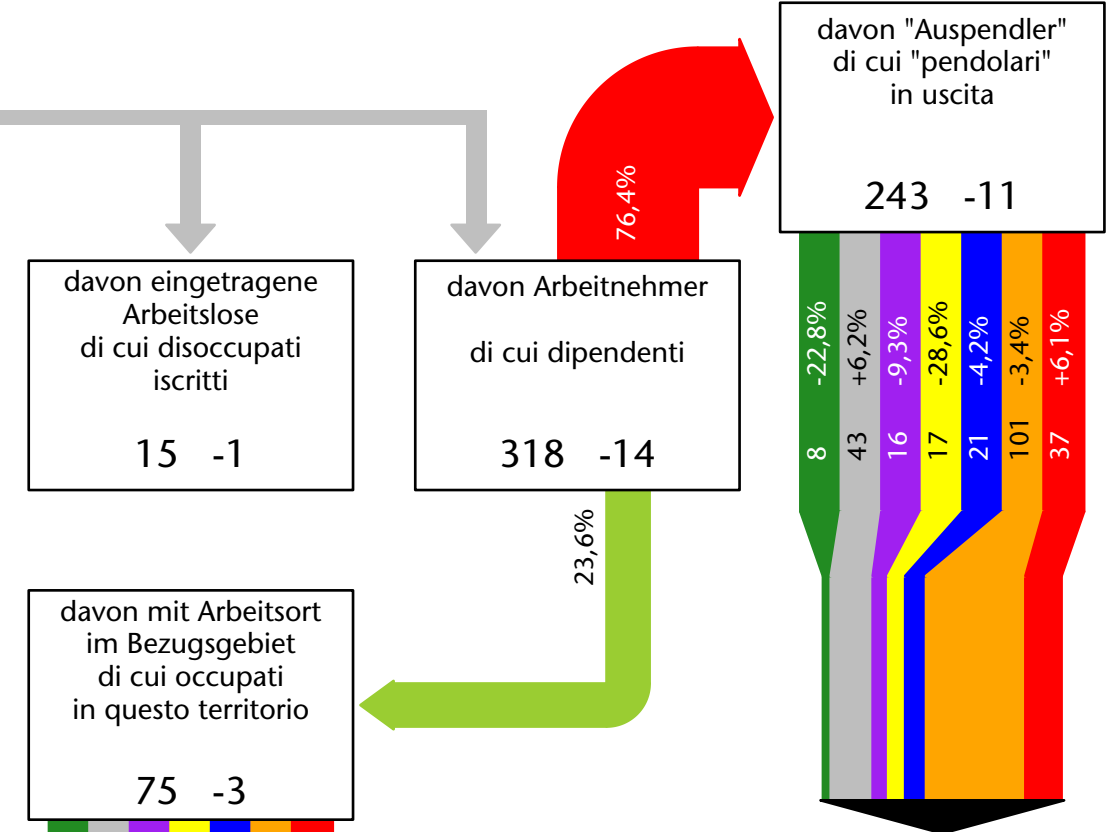 davon "Auspendler"
di cui "pendolari"
in uscita
243 -11
76,4%
davon eingetragene
Arbeitslose
di cui disoccupati
iscritti
15 -1
davon Arbeitnehmer
di cui dipendenti
318 -14
-22,8%
+6,2%
-9,3%
-28,6%
-4,2%
-3,4%
+6,1%
8
43
16
17
21
101
37
23,6%
davon mit Arbeitsort
im Bezugsgebiet
di cui occupati
in questo territorio
75 -3